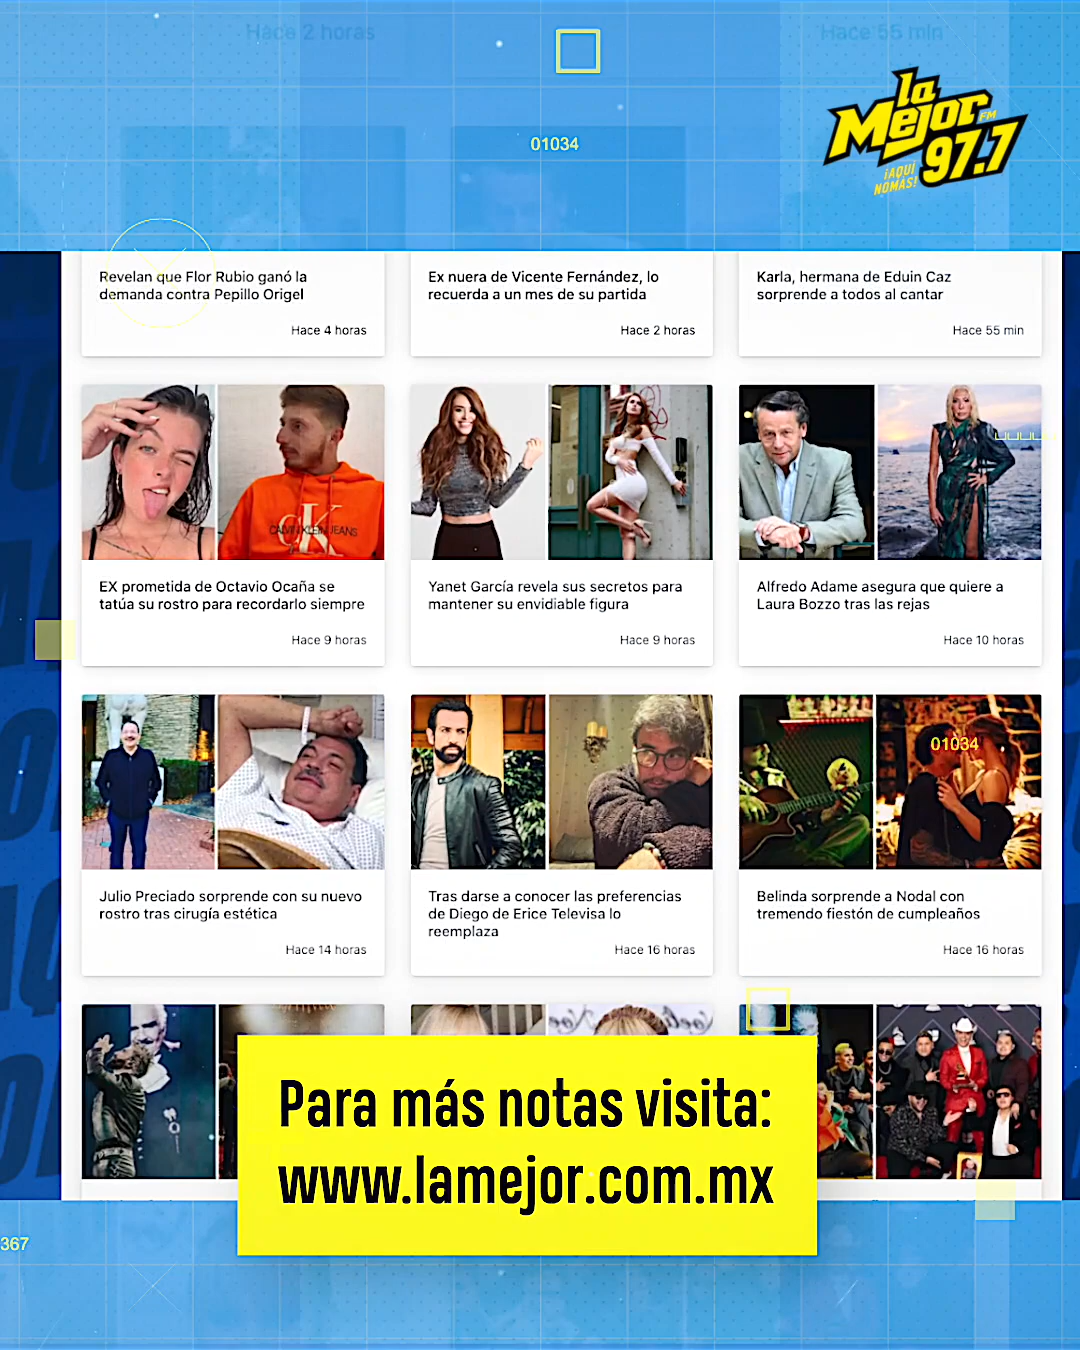 Hace 2 horas
Hace 55 min
01034
la
Mejor FM
97.7
¡AQUÍ
NOMÁS!
Revelan que Flor Rubio ganó la
demanda contra Pepillo Origel
Hace 4 horas
Ex nuera de Vicente Fernández, lo
recuerda a un mes de su partida
Hace 2 horas
Karla, hermana de Eduin Caz
sorprende a todos al cantar
Hace 55 min
CALVIN KLEIN JEANS
CK
EX prometida de Octavio Ocaña se
tatúa su rostro para recordarlo siempre
Hace 9 horas
Yanet García revela sus secretos para
mantener su envidiable figura
Hace 9 horas
Alfredo Adame asegura que quiere a
Laura Bozzo tras las rejas
Hace 10 horas
01034
Julio Preciado sorprende con su nuevo
rostro tras cirugía estética
Hace 14 horas
Tras darse a conocer las preferencias
de Diego de Erice Televisa lo
reemplaza
Hace 16 horas
Belinda sorprende a Nodal con
tremendo fiestón de cumpleaños
Hace 16 horas
Para más notas visita:
www.lamejor.com.mx
367